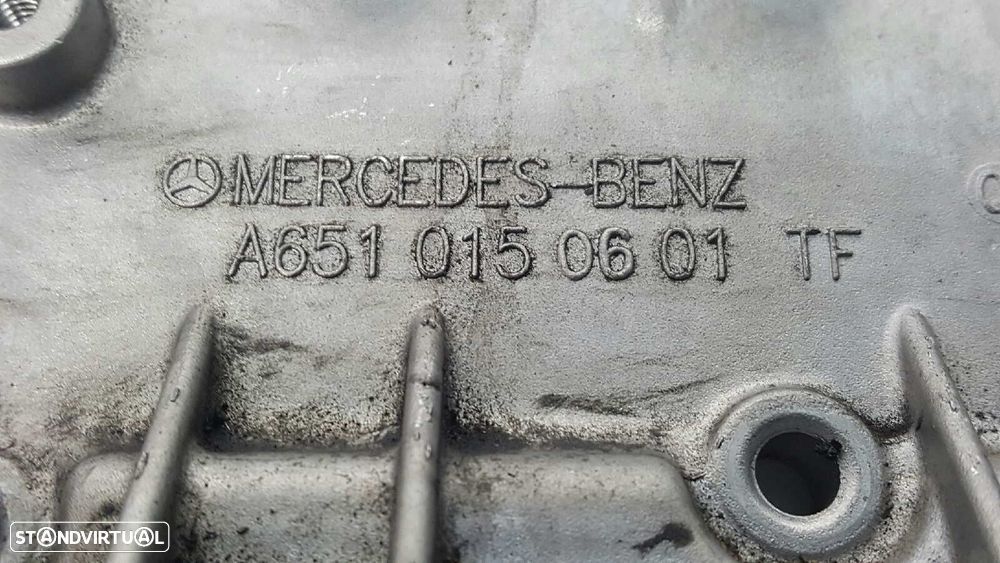 MERCEDES-BENZ
A651 015 06 01 TF
STANDVIRTUAL